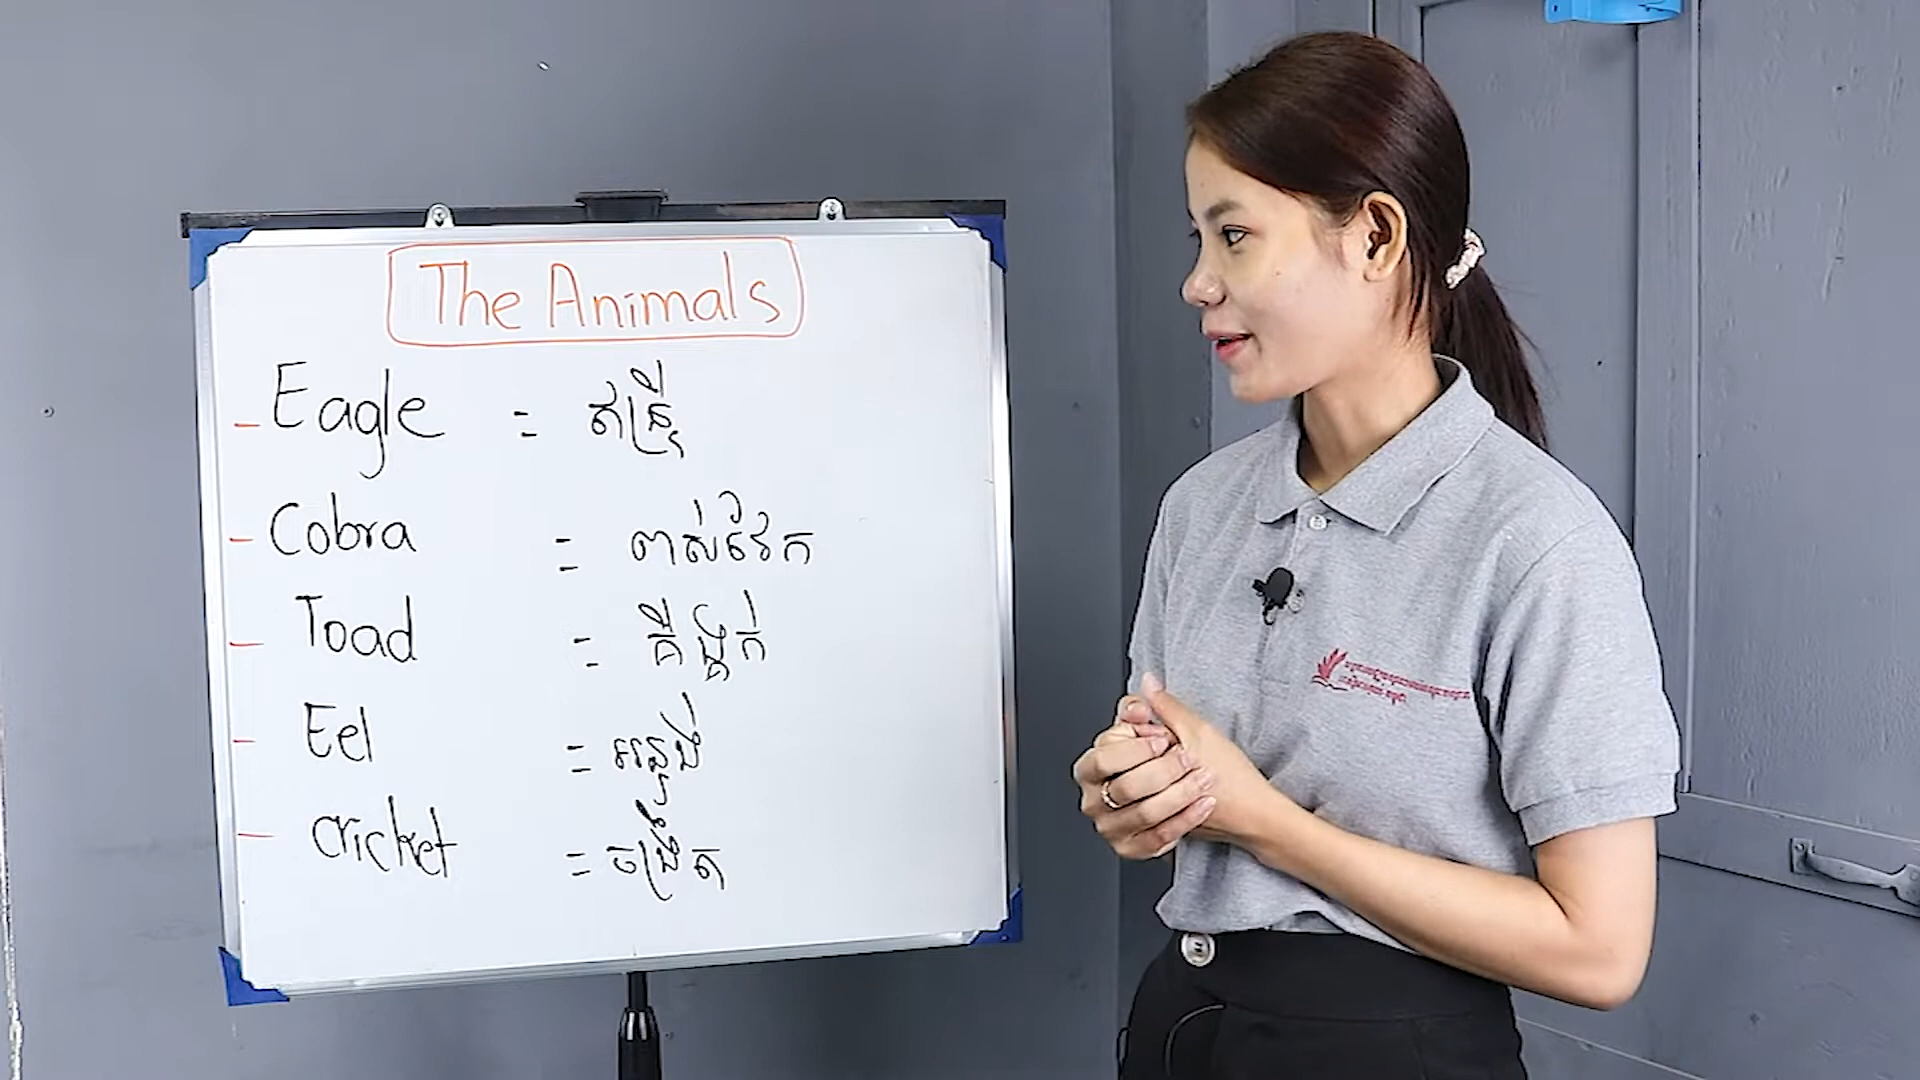 The Animals
- Eagle = ឥន្ទ្រី
- Cobra = ពស់វែក
- Toad = គីង្គក់
- Eel = អន្ទង់
- cricket = ចង្រិត